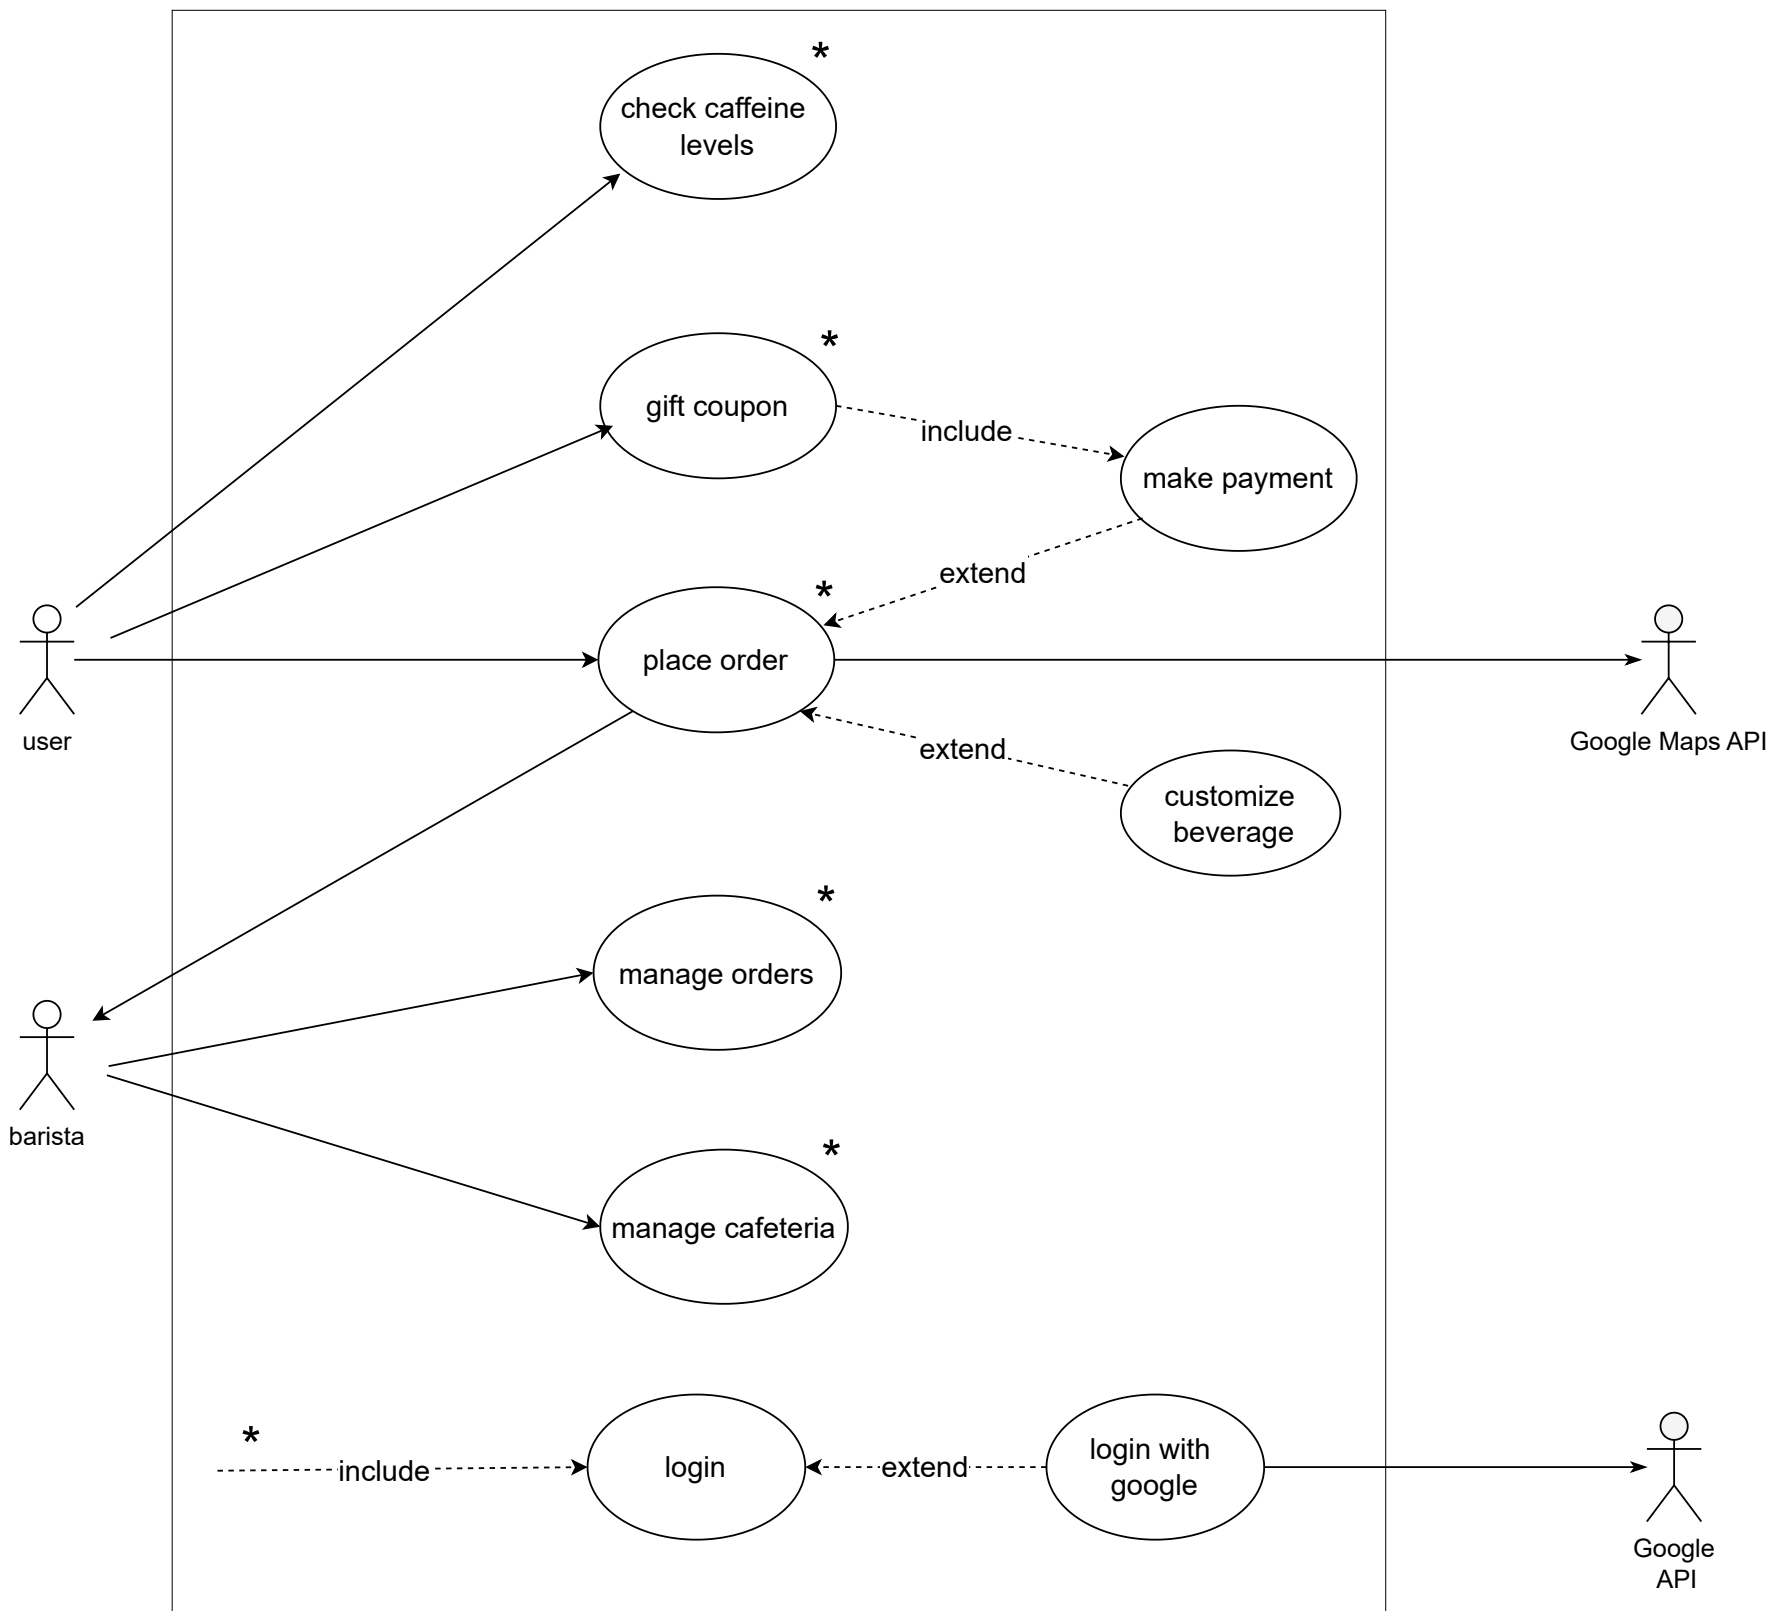 *
check caffeine
levels
*
gift coupon
include
make payment
extend
*
place order
user
Google Maps API
extend
customize
beverage
*
manage orders
barista
*
manage cafeteria
*
include
login
extend
login with
google
Google
API